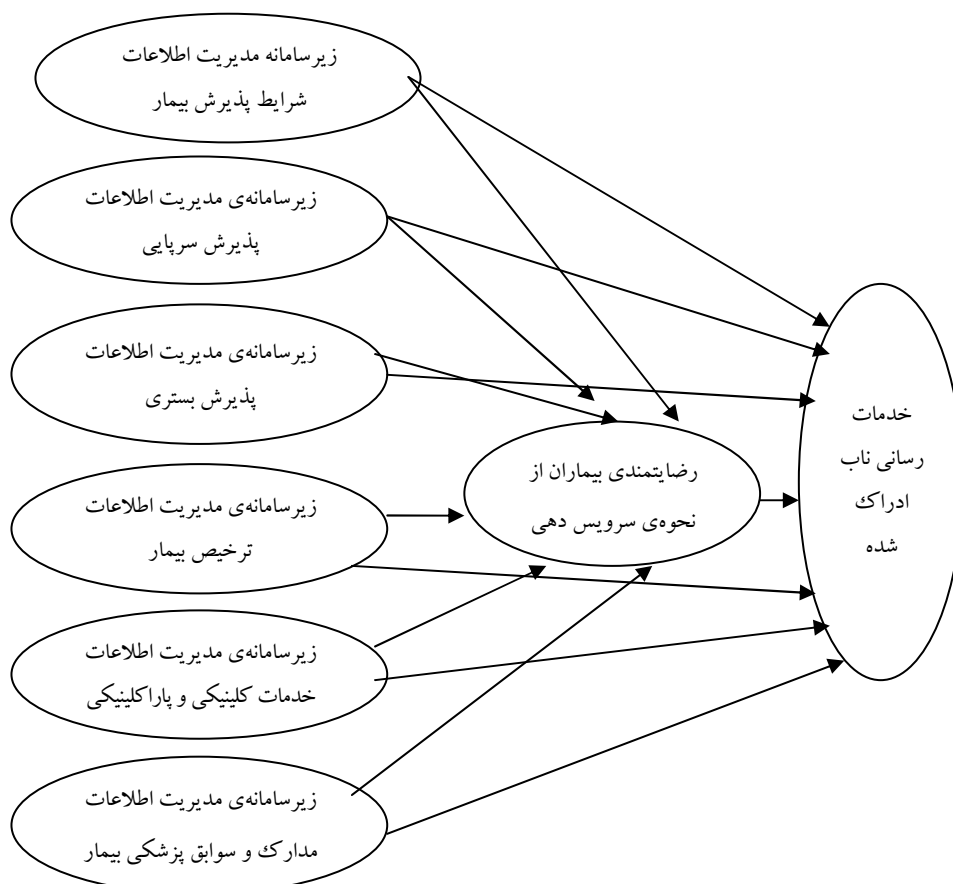 زیرسامانه مدیریت اطلاعات
شرایط پذیرش بیمار
زیرسامانه‌ی مدیریت اطلاعات
پذیرش سرپایی
زیرسامانه‌ی مدیریت اطلاعات
پذیرش بستری
زیرسامانه‌ی مدیریت اطلاعات
ترخیص بیمار
زیرسامانه‌ی مدیریت اطلاعات
خدمات کلینیکی و پاراکلینیکی
زیرسامانه‌ی مدیریت اطلاعات
مدارک و سوابق پزشکی بیمار
رضایتمندی بیماران از
نحوه‌ی سرویس دهی
خدمات
رسانی ناب
ادراک
شده